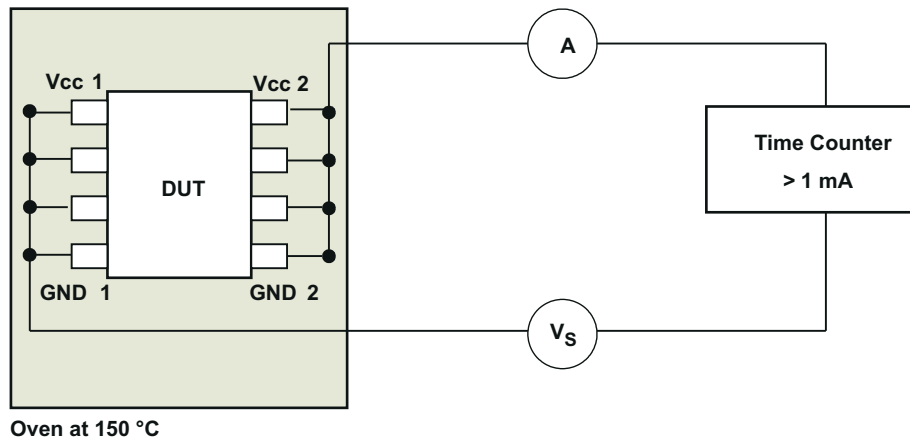 A
Vcc 1
Vcc 2
Time Counter
> 1 mA
DUT
GND 1
GND 2
VS
Oven at 150 °C